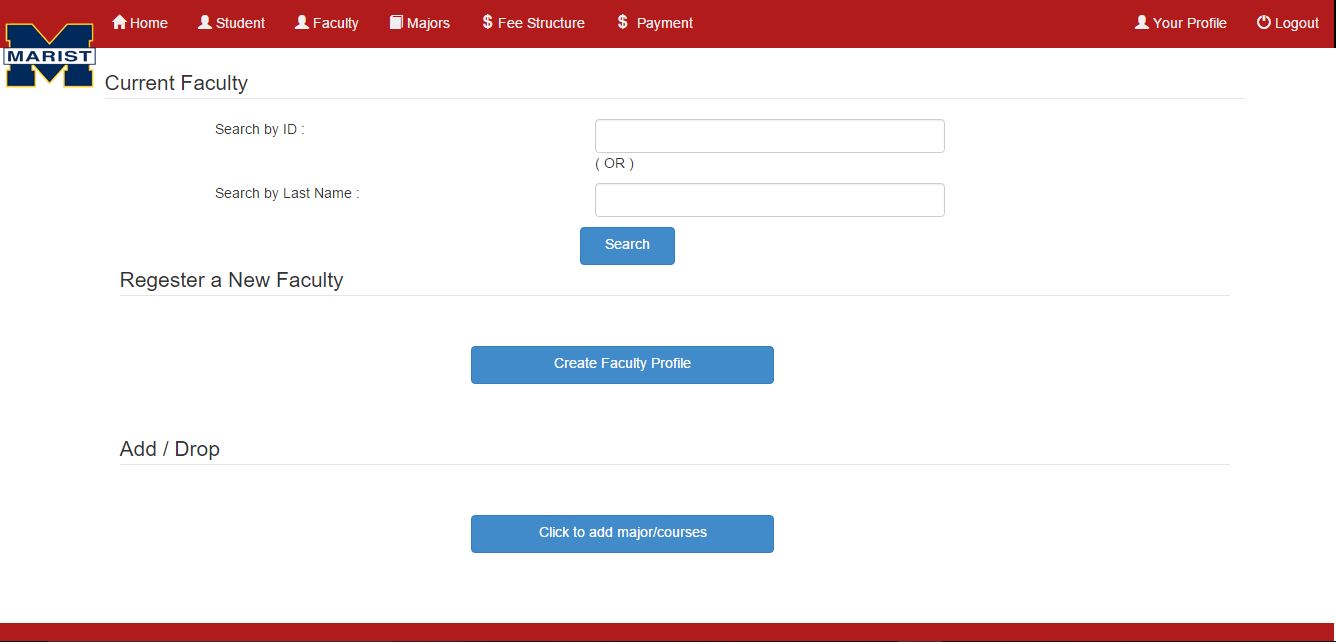 Home Student Faculty Majors $ Fee Structure $ Payment Your Profile Logout
MARIST
Current Faculty
Search by ID :
( OR )
Search by Last Name :
Search
Regester a New Faculty
Create Faculty Profile
Add / Drop
Click to add major/courses